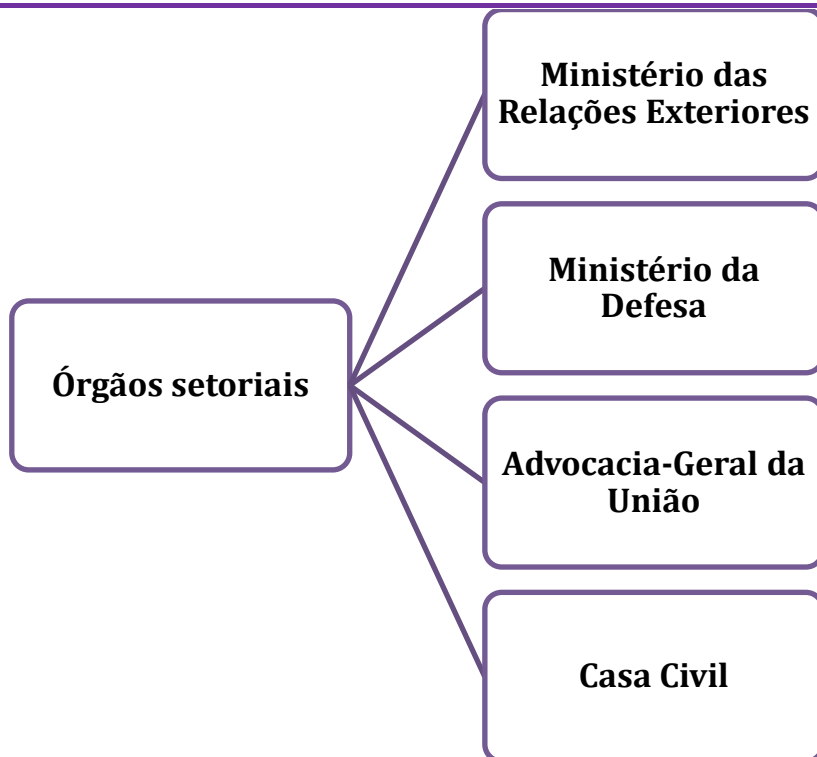 Ministério das
Relações Exteriores
Ministério da
Defesa
Órgãos setoriais
Advocacia-Geral da
União
Casa Civil